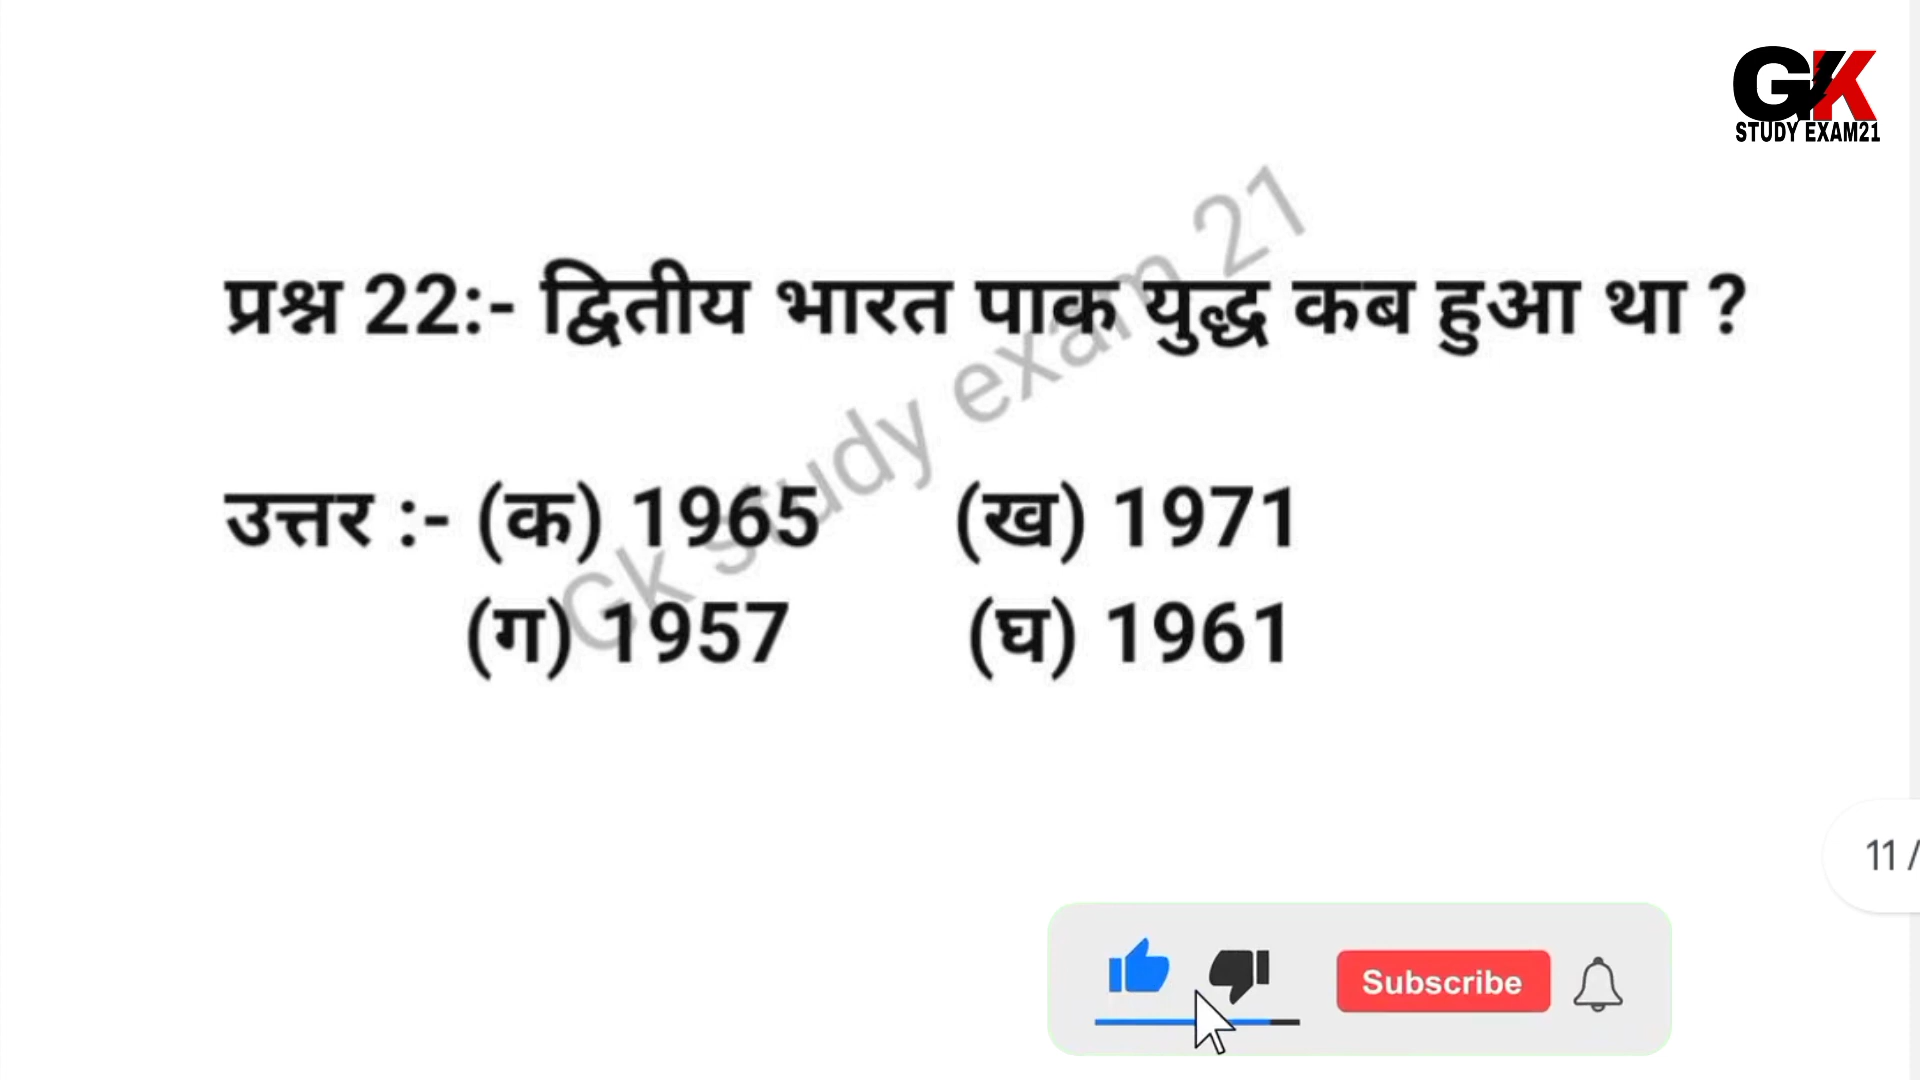 GK
STUDY EXAM21
प्रश्न 22:- द्वितीय भारत पाक युद्ध कब हुआ था ?
Gk study exam 21
उत्तर :- (क) 1965 (ख) 1971
(ग) 1957 (घ) 1961
11 /
Subscribe